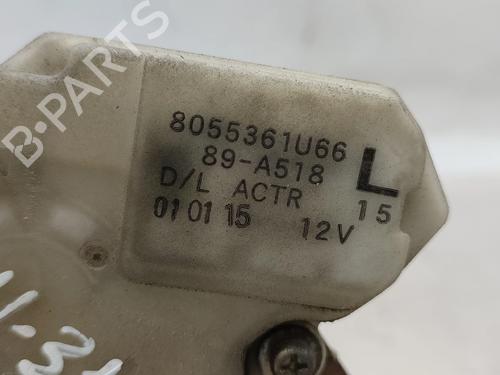 B-PARTS
8055361U66
89-A518
D/L ACTR
01 01 15 12V
L
15